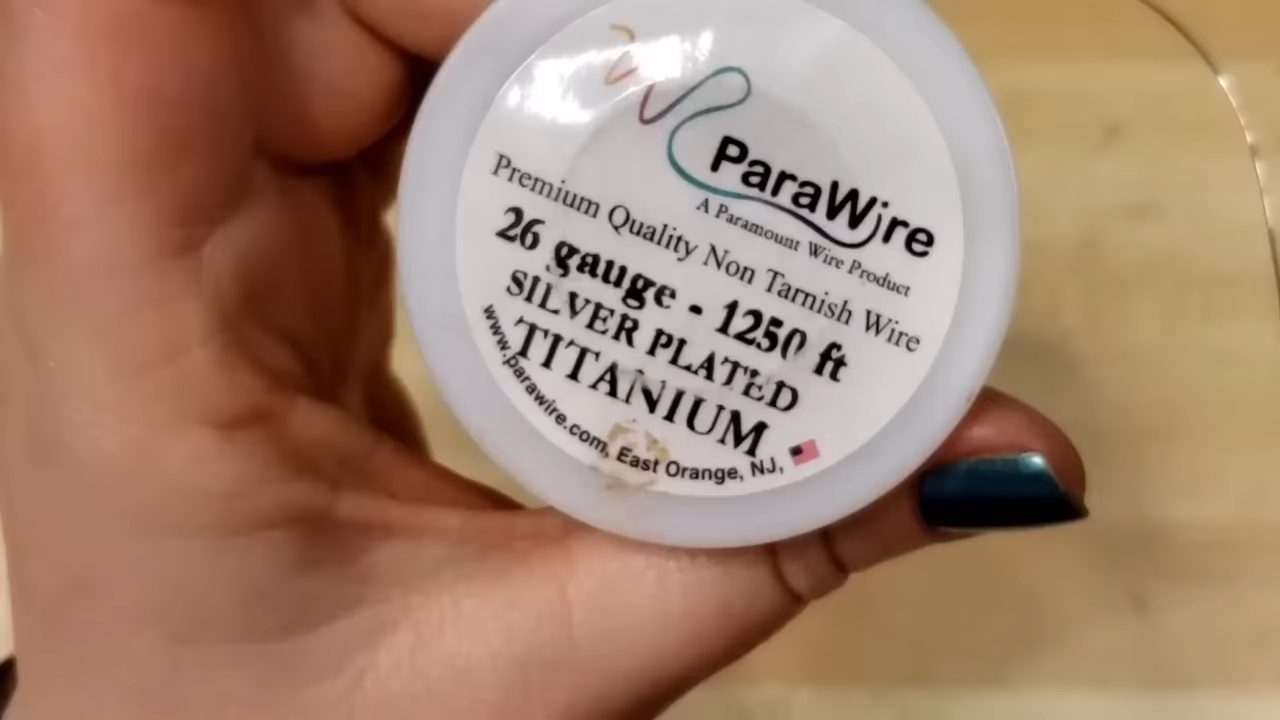 ParaWire
A Paramount Wire Product
Premium Quality Non Tarnish Wire
26 gauge - 1250 ft
SILVER PLATED
TITANIUM
www.parawire.com, East Orange, NJ,